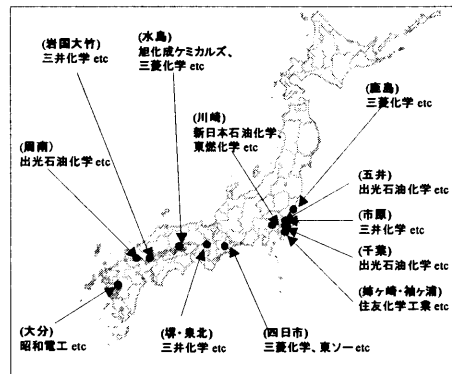 (岩国大竹)
三井化学 etc
(水島)
旭化成ケミカルズ、
三菱化学 etc
(鹿島)
三菱化学 etc
(川崎)
新日本石油化学、
東燃化学 etc
(周南)
出光石油化学 etc
(五井)
出光石油化学 etc
(市原)
三井化学 etc
(千葉)
出光石油化学 etc
(姉ヶ崎・袖ヶ浦)
住友化学工業 etc
(大分)
昭和電工 etc
(堺・泉北)
三井化学 etc
(四日市)
三菱化学、東ソー etc